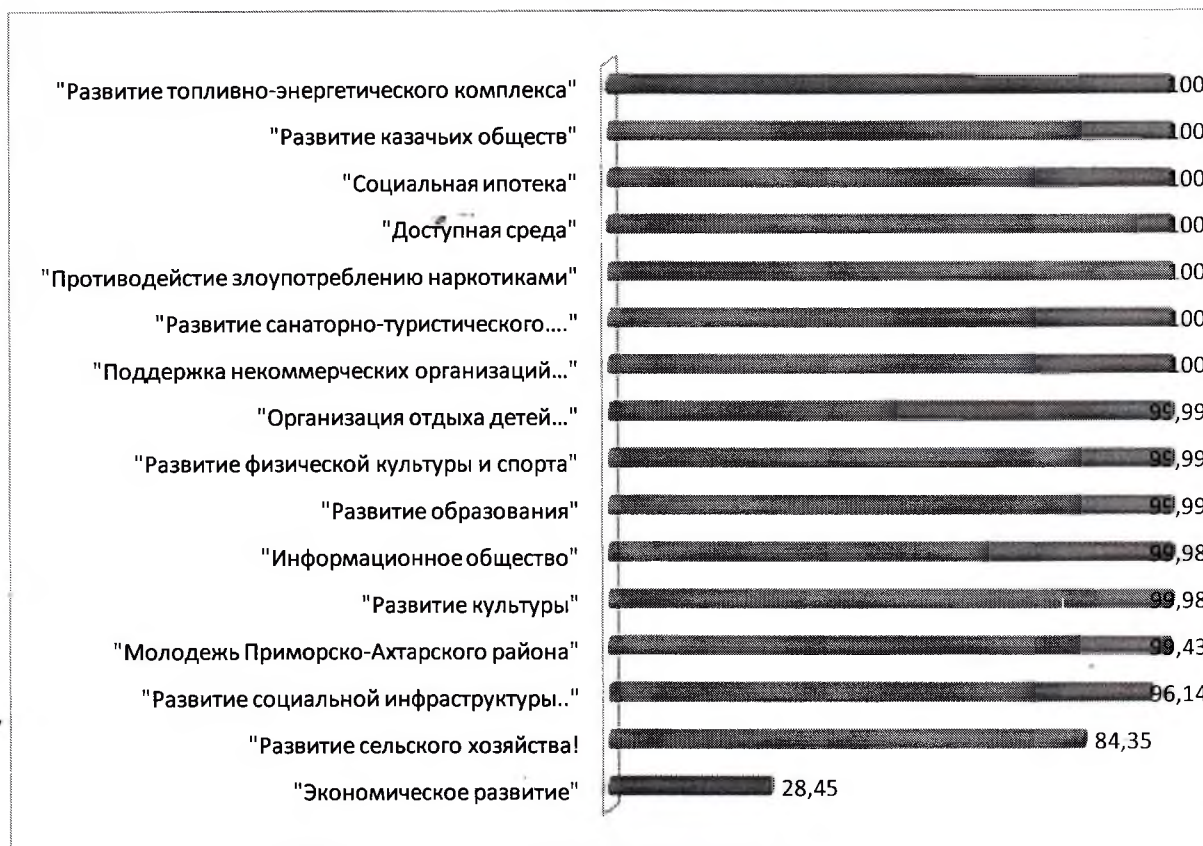 "Развитие топливно-энергетического комплекса" 100
"Развитие казачьих обществ" 100
"Социальная ипотека" 100
"Доступная среда" 100
"Противодейстие злоупотреблению наркотиками" 100
"Развитие санаторно-туристического...." 100
"Поддержка некоммерческих организаций..." 100
"Организация отдыха детей..." 99,99
"Развитие физической культуры и спорта" 99,99
"Развитие образования" 99,99
"Информационное общество" 99,98
"Развитие культуры" 99,98
"Молодежь Приморско-Ахтарского района" 99,43
"Развитие социальной инфраструктуры.." 96,14
"Развитие сельского хозяйства! 84,35
"Экономическое развитие" 28,45